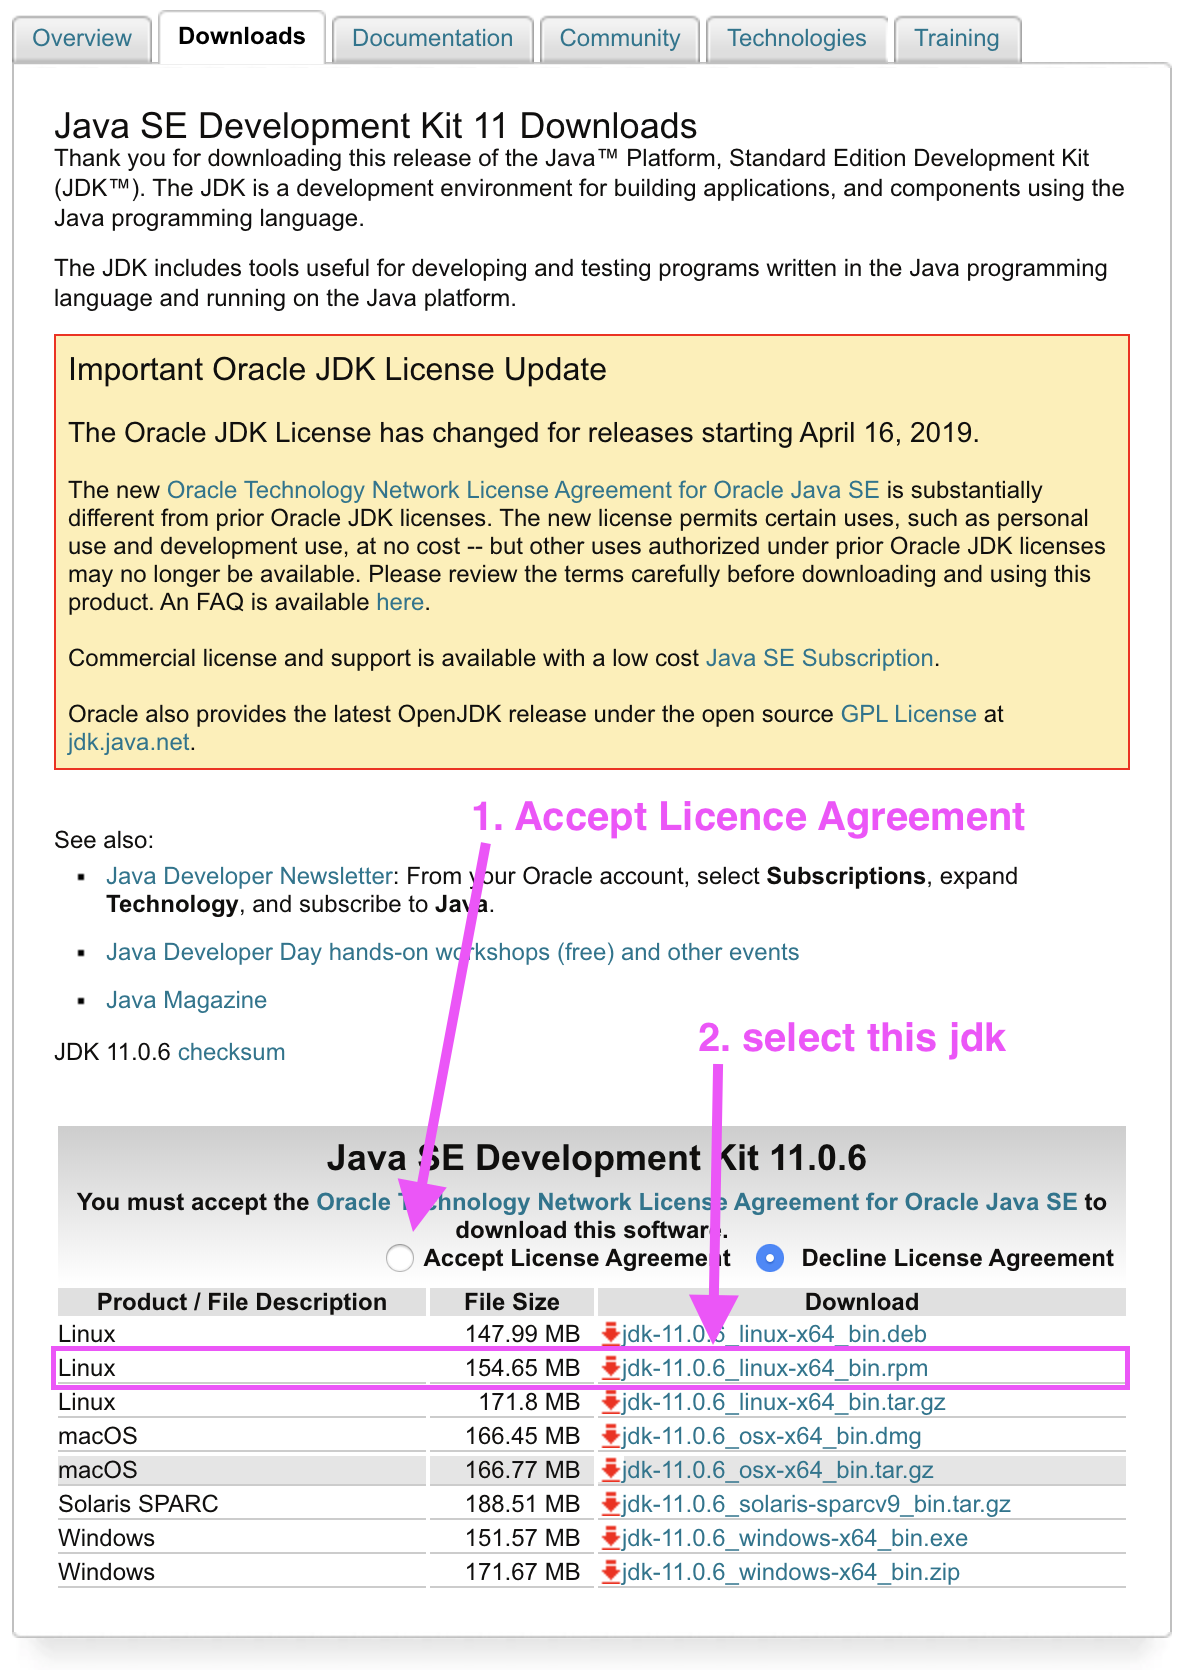 Overview Downloads Documentation Community Technologies Training
Java SE Development Kit 11 Downloads
Thank you for downloading this release of the Java™ Platform, Standard Edition Development Kit
(JDK™). The JDK is a development environment for building applications, and components using the
Java programming language.
The JDK includes tools useful for developing and testing programs written in the Java programming
language and running on the Java platform.
Important Oracle JDK License Update
The Oracle JDK License has changed for releases starting April 16, 2019.
The new Oracle Technology Network License Agreement for Oracle Java SE is substantially
different from prior Oracle JDK licenses. The new license permits certain uses, such as personal
use and development use, at no cost -- but other uses authorized under prior Oracle JDK licenses
may no longer be available. Please review the terms carefully before downloading and using this
product. An FAQ is available here.
Commercial license and support is available with a low cost Java SE Subscription.
Oracle also provides the latest OpenJDK release under the open source GPL License at
jdk.java.net.
1. Accept Licence Agreement
See also:
Java Developer Newsletter: From your Oracle account, select Subscriptions, expand
Technology, and subscribe to Java.
Java Developer Day hands-on workshops (free) and other events
Java Magazine
2. select this jdk
JDK 11.0.6 checksum
Java SE Development Kit 11.0.6
You must accept the Oracle Technology Network License Agreement for Oracle Java SE to
download this software.
Accept License Agreement Decline License Agreement
Product / File Description File Size Download
Linux 147.99 MB jdk-11.0.6_linux-x64_bin.deb
Linux 154.65 MB jdk-11.0.6_linux-x64_bin.rpm
Linux 171.8 MB jdk-11.0.6_linux-x64_bin.tar.gz
macOS 166.45 MB jdk-11.0.6_osx-x64_bin.dmg
macOS 166.77 MB jdk-11.0.6_osx-x64_bin.tar.gz
Solaris SPARC 188.51 MB jdk-11.0.6_solaris-sparcv9_bin.tar.gz
Windows 151.57 MB jdk-11.0.6_windows-x64_bin.exe
Windows 171.67 MB jdk-11.0.6_windows-x64_bin.zip